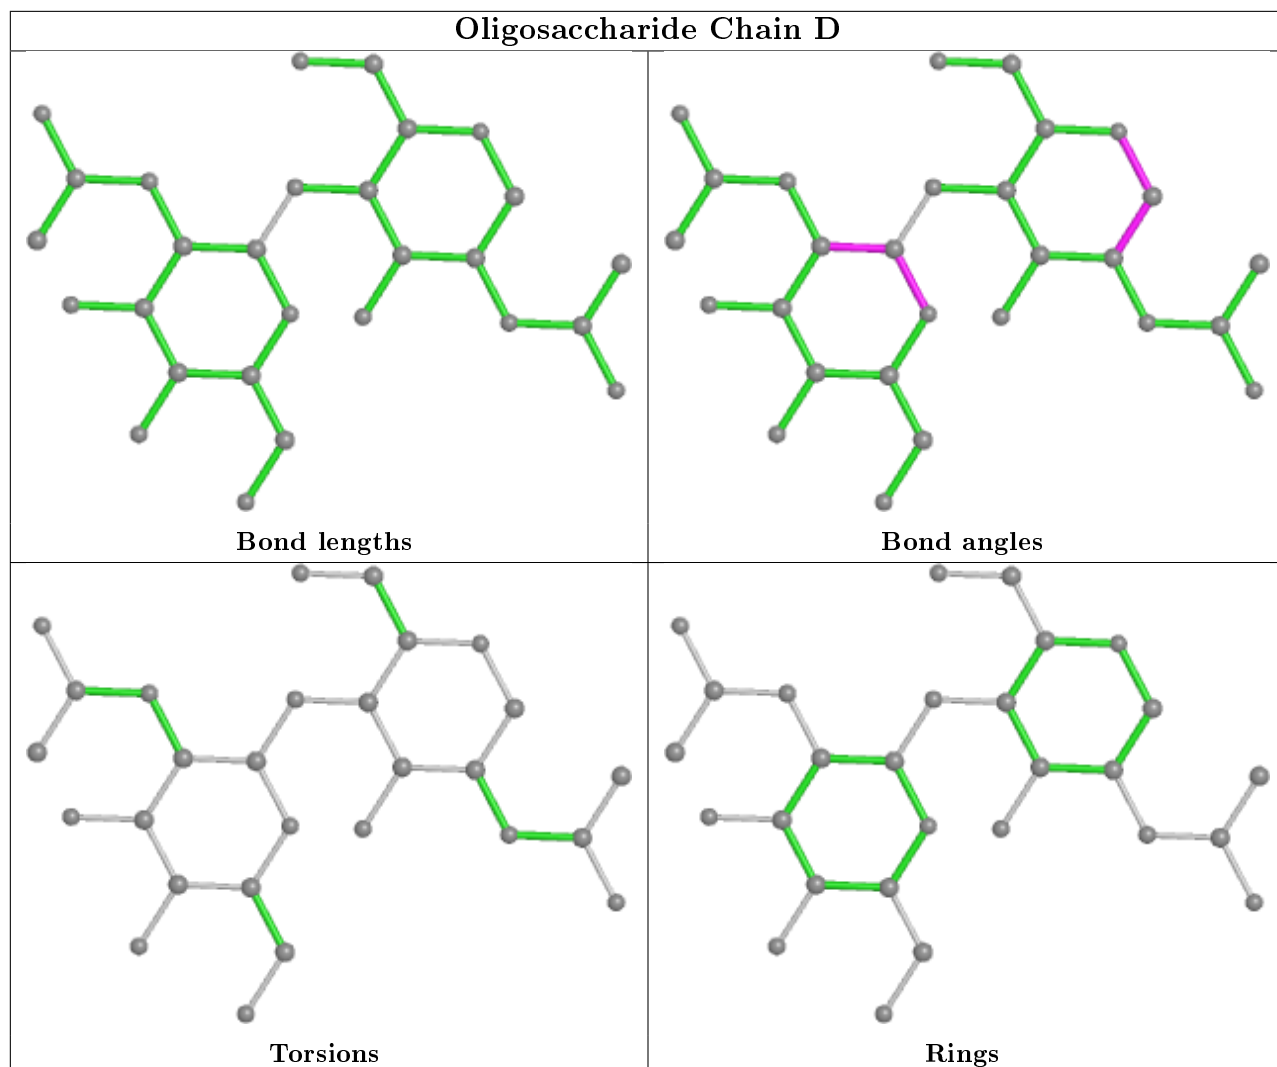 Oligosaccharide Chain D
Bond lengths
Bond angles
Torsions
Rings